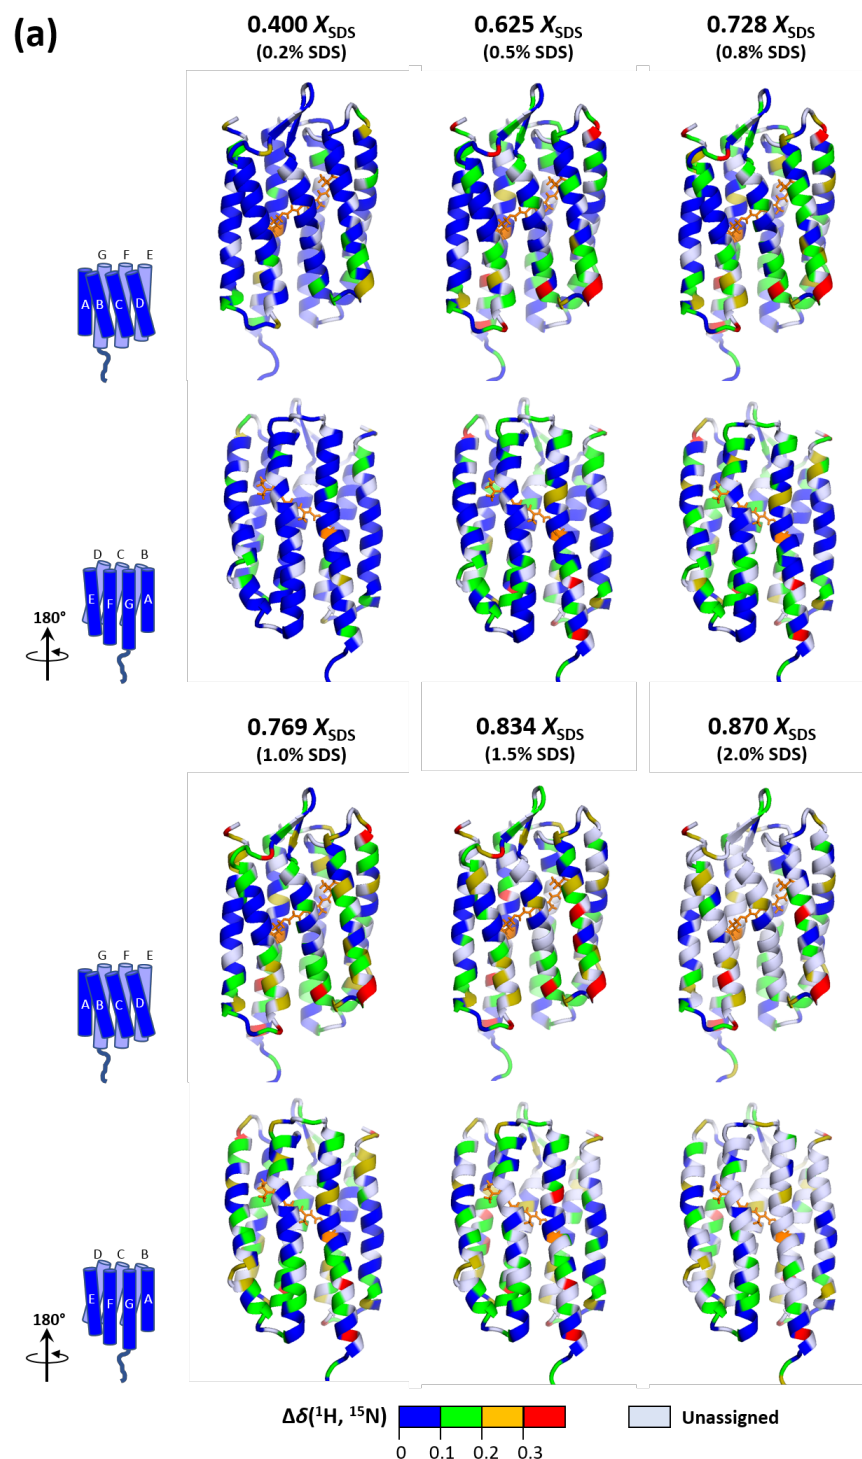 (a)
0.400 XSDS
(0.2% SDS)
0.625 XSDS
(0.5% SDS)
0.728 XSDS
(0.8% SDS)
G F E
A B C D
D C B
E F G A
180°
0.769 XSDS
(1.0% SDS)
0.834 XSDS
(1.5% SDS)
0.870 XSDS
(2.0% SDS)
G F E
A B C D
D C B
E F G A
180°
Δδ(¹H, ¹⁵N)
Unassigned
0 0.1 0.2 0.3